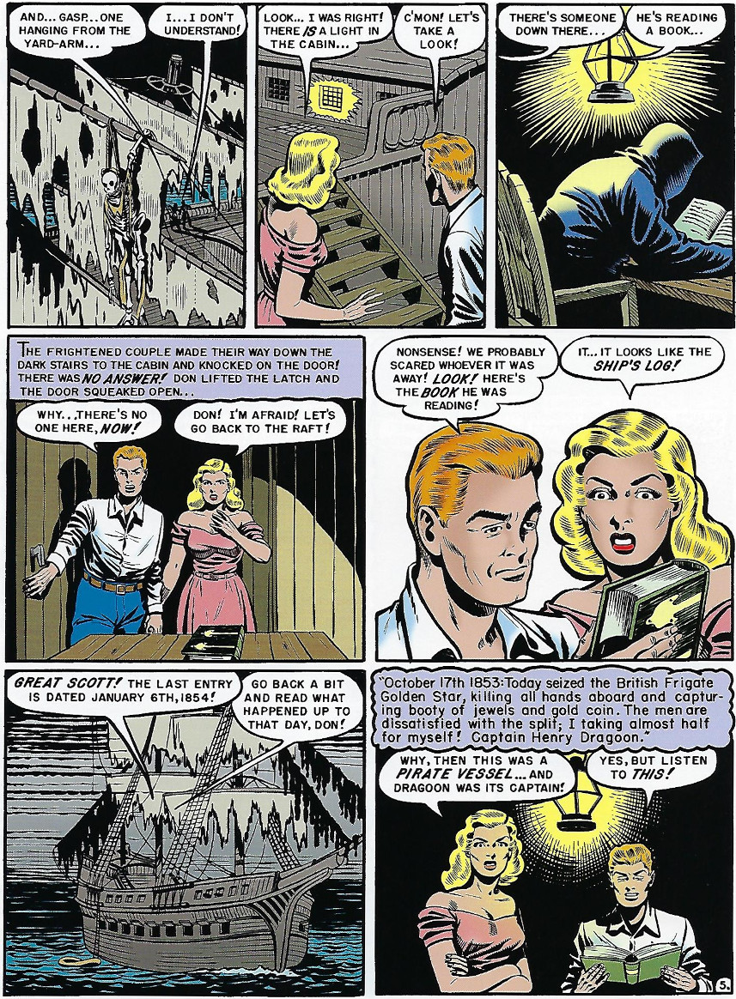 AND... GASP...ONE
HANGING FROM THE
YARD-ARM...
I...I DON'T
UNDERSTAND!
LOOK... I WAS RIGHT!
THERE IS A LIGHT IN
THE CABIN...
C'MON! LET'S
TAKE A
LOOK!
THERE'S SOMEONE
DOWN THERE...
HE'S READING
A BOOK...
THE FRIGHTENED COUPLE MADE THEIR WAY DOWN THE
DARK STAIRS TO THE CABIN AND KNOCKED ON THE DOOR!
THERE WAS NO ANSWER! DON LIFTED THE LATCH AND
THE DOOR SQUEAKED OPEN...
WHY...THERE'S NO
ONE HERE, NOW!
DON! I'M AFRAID! LET'S
GO BACK TO THE RAFT!
NONSENSE! WE PROBABLY
SCARED WHOEVER IT WAS
AWAY! LOOK! HERE'S
THE BOOK HE WAS
READING!
IT...IT LOOKS LIKE THE
SHIP'S LOG!
GREAT SCOTT! THE LAST ENTRY
IS DATED JANUARY 6TH, 1854!
GO BACK A BIT
AND READ WHAT
HAPPENED UP TO
THAT DAY, DON!
"October 17th 1853: Today seized the British Frigate
Golden Star, killing all hands aboard and captur-
ing booty of jewels and gold coin. The men are
dissatisfied with the split; I taking almost half
for myself! Captain Henry Dragoon."
WHY, THEN THIS WAS A
PIRATE VESSEL...AND
DRAGOON WAS ITS CAPTAIN!
YES, BUT LISTEN
TO THIS!
5.